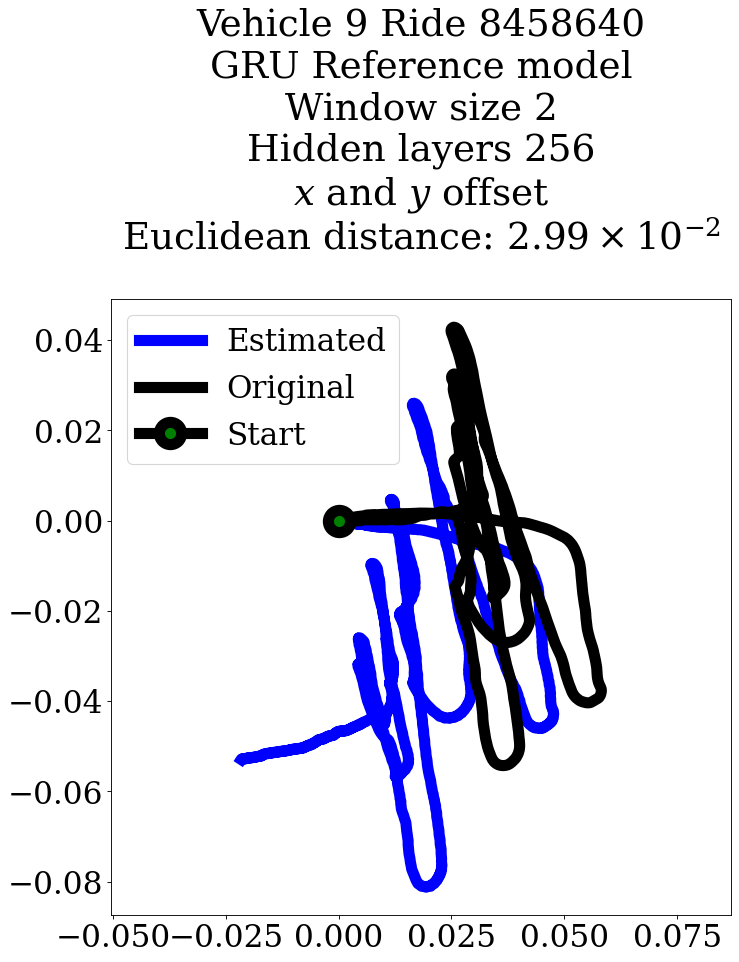 Vehicle 9 Ride 8458640
GRU Reference model
Window size 2
Hidden layers 256
x and y offset
Euclidean distance: 2.99 × 10⁻²
Estimated
Original
Start
0.04
0.02
0.00
−0.02
−0.04
−0.06
−0.08
−0.050 −0.025 0.000 0.025 0.050 0.075